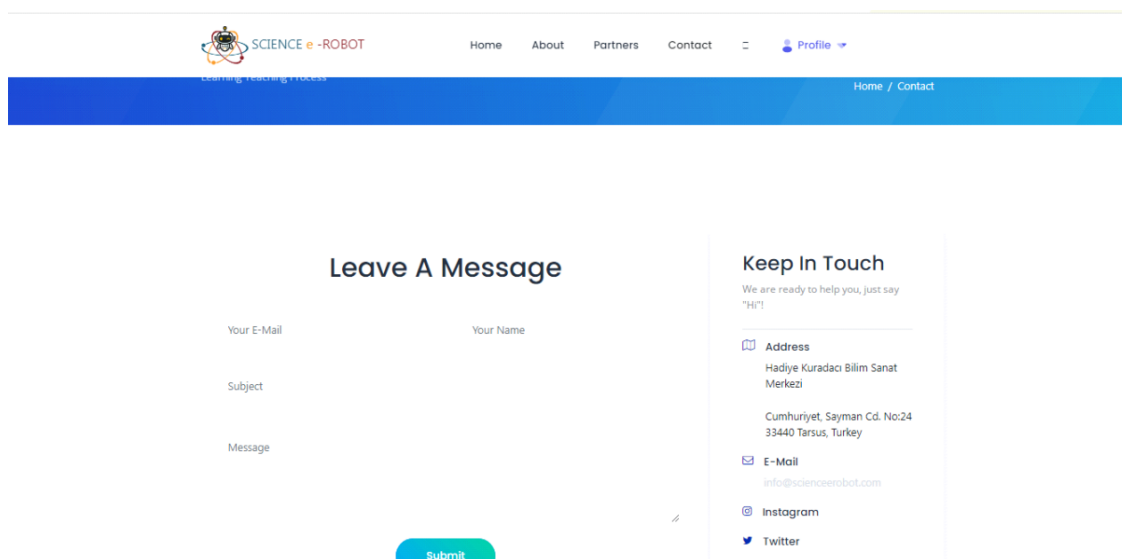 SCIENCE e -ROBOT
Home About Partners Contact Profile
Learning Teaching Process
Home / Contact
Leave A Message
Your E-Mail Your Name
Subject
Message
Submit
Keep In Touch
We are ready to help you, just say
"Hi"!
Address
Hadiye Kuradacı Bilim Sanat
Merkezi
Cumhuriyet, Sayman Cd. No:24
33440 Tarsus, Turkey
E-Mail
info@scienceerobot.com
Instagram
Twitter